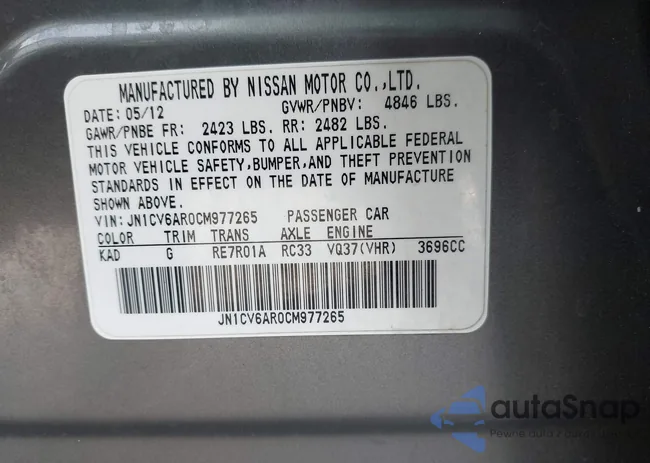 MANUFACTURED BY NISSAN MOTOR CO.,LTD.
DATE: 05/12 GVWR/PNBV: 4846 LBS.
GAWR/PNBE FR: 2423 LBS. RR: 2482 LBS.
THIS VEHICLE CONFORMS TO ALL APPLICABLE FEDERAL
MOTOR VEHICLE SAFETY,BUMPER,AND THEFT PREVENTION
STANDARDS IN EFFECT ON THE DATE OF MANUFACTURE
SHOWN ABOVE.
VIN: JN1CV6AR0CM977265 PASSENGER CAR
COLOR TRIM TRANS AXLE ENGINE
KAD G RE7R01A RC33 VQ37(VHR) 3696CC
JN1CV6AR0CM977265
autaSnap
Pewne auta z